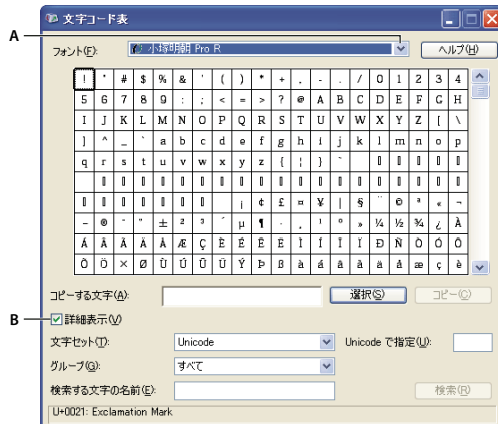 文字コード表
A
フォント(F): 小塚明朝 Pro R ヘルプ(H)
! " # $ % & ' ( ) * + , - . / 0 1 2 3 4
5 6 7 8 9 : ; < = > ? @ A B C D E F G H
I J K L M N O P Q R S T U V W X Y Z [ \
] ^ _ ` a b c d e f g h i j k l m n o p
q r s t u v w x y z { | } ~
¡ ¢ £ ¤ ¥ ¦ § ¨ © ª « ¬
- ® ¯ ° ± ² ³ ´ µ ¶ · ¸ ¹ º » ¼ ½ ¾ ¿ À
Á Â Ã Ä Å Æ Ç È É Ê Ë Ì Í Î Ï Ð Ñ Ò Ó Ô
Õ Ö × Ø Ù Ú Û Ü Ý Þ ß à á â ã ä å æ ç è
コピーする文字(A): 選択(S) コピー(C)
B
詳細表示(V)
文字セット(T): Unicode Unicode で指定(U):
グループ(G): すべて
検索する文字の名前(E): 検索(R)
U+0021: Exclamation Mark